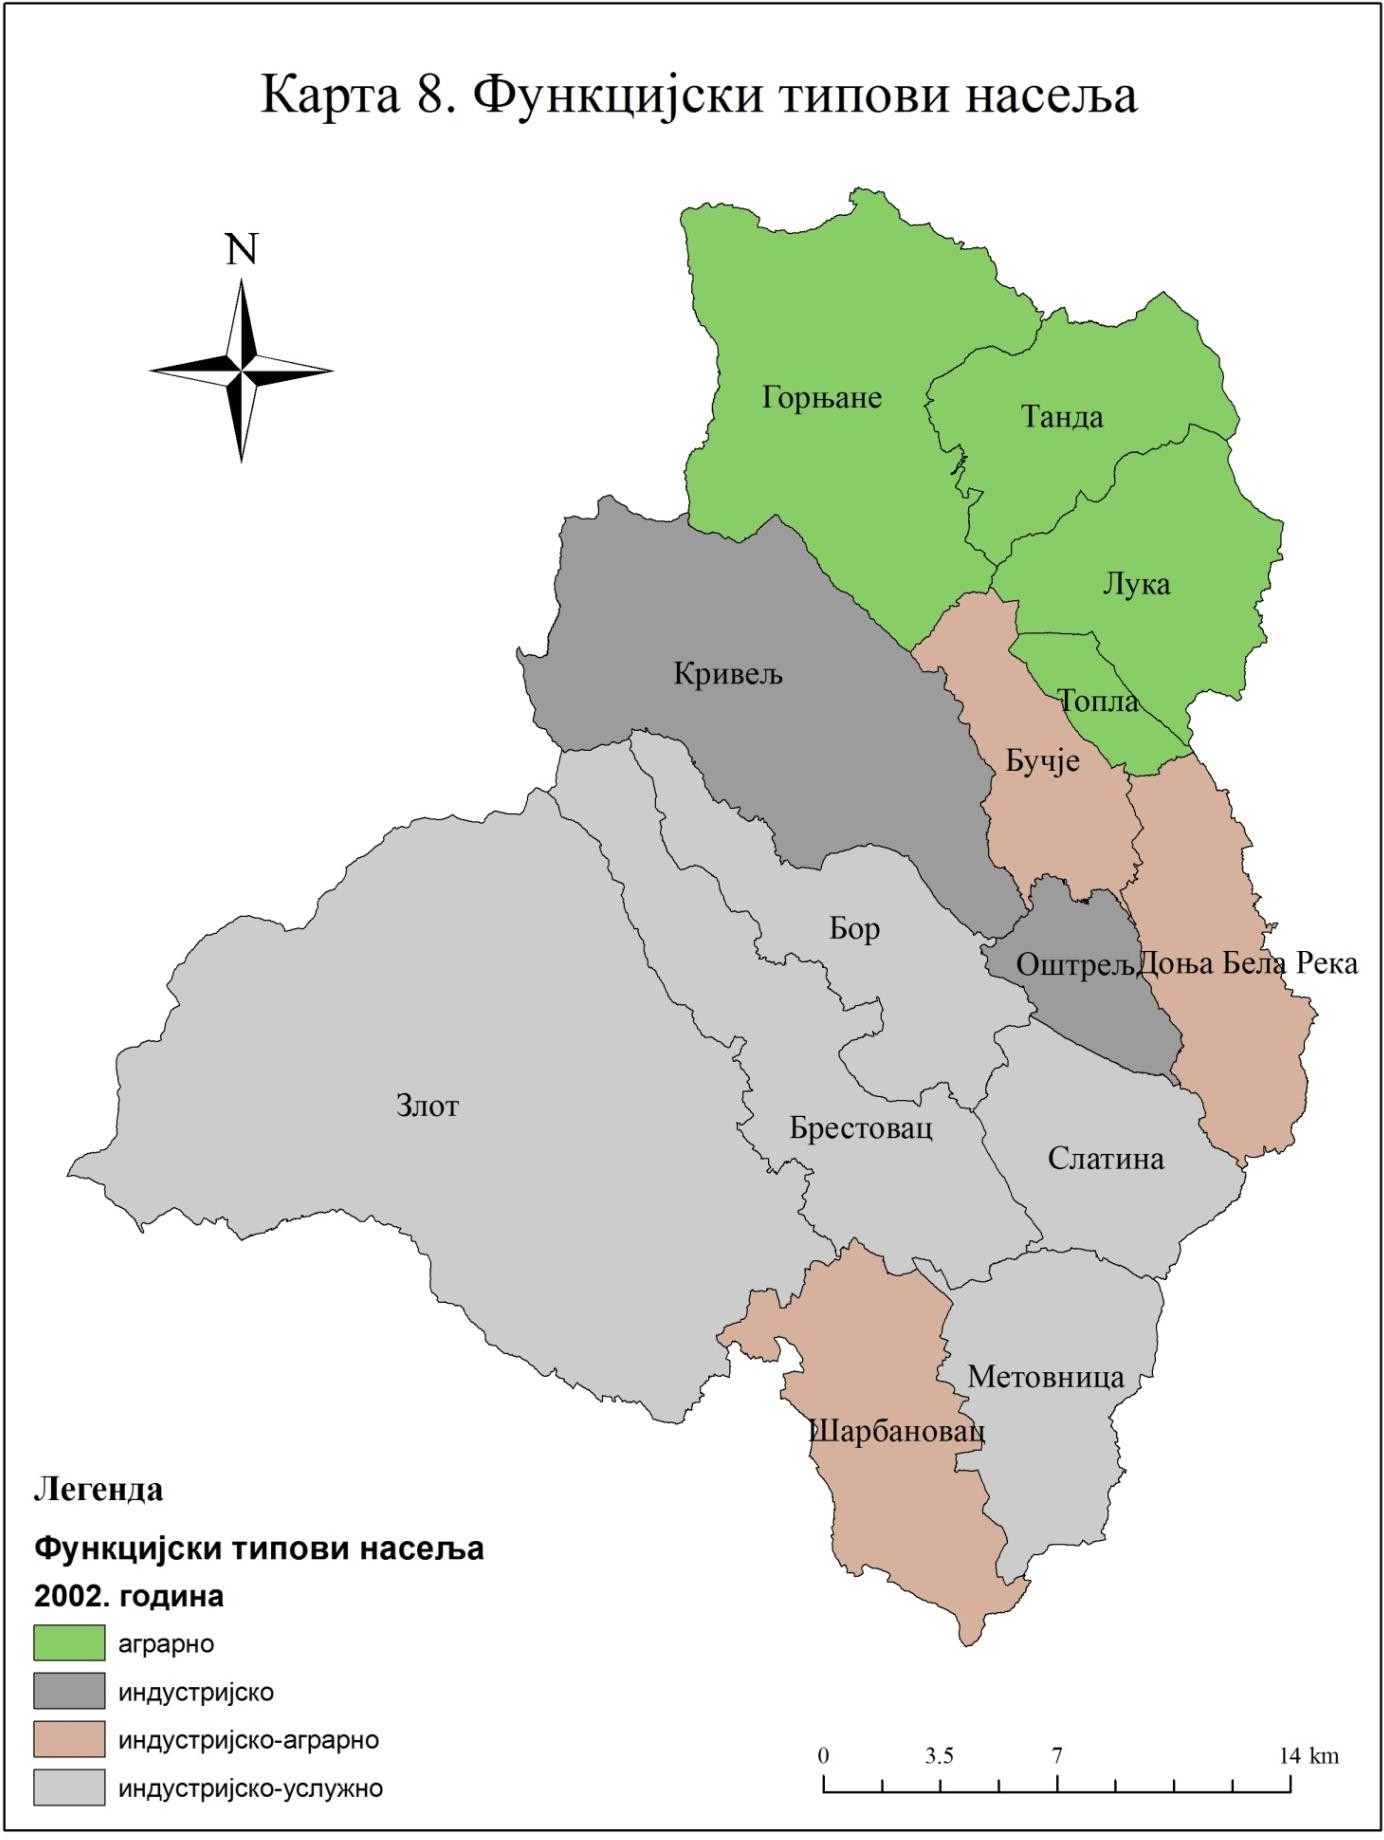 Карта 8. Функцијски типови насеља
N
Горњане
Танда
Лука
Кривељ
Топла
Бучје
Бор
Оштрељ
Доња Бела Река
Злот
Брестовац
Слатина
Метовница
Шарбановац
Легенда
Функцијски типови насеља
2002. година
аграрно
индустријско
индустријско-аграрно
индустријско-услужно
0 3.5 7 14 km